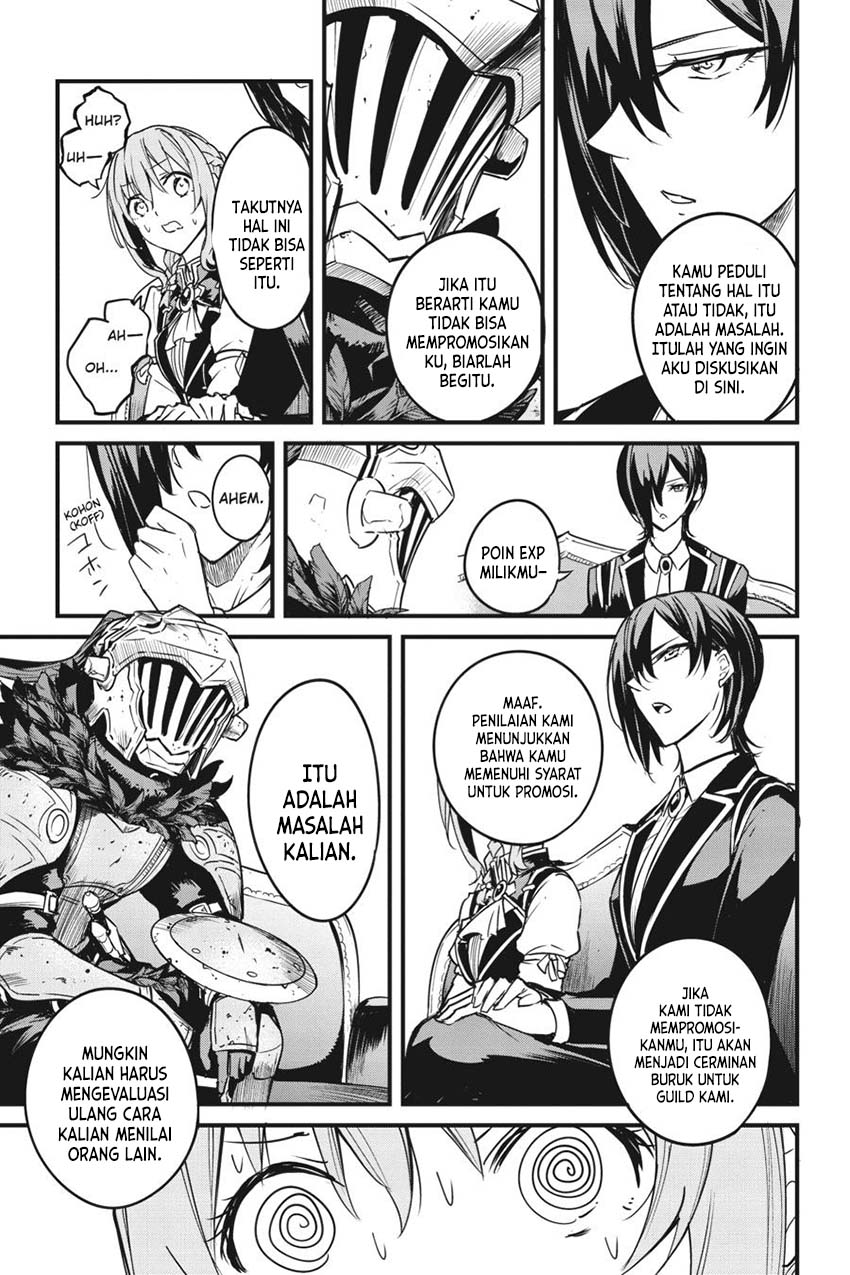 KAMU PEDULI
TENTANG HAL ITU
ATAU TIDAK, ITU
ADALAH MASALAH.
ITULAH YANG INGIN
AKU DISKUSIKAN
DI SINI.
JIKA ITU
BERARTI KAMU
TIDAK BISA
MEMPROMOSIKAN
KU, BIARLAH
BEGITU.
TAKUTNYA
HAL INI
TIDAK BISA
SEPERTI
ITU.
HUH?
UH—
AH—
OH...
POIN EXP
MILIKMU-
AHEM.
KOHON
(KOFF)
コホン
MAAF.
PENILAIAN KAMI
MENUNJUKKAN
BAHWA KAMU
MEMENUHI SYARAT
UNTUK PROMOSI.
JIKA
KAMI TIDAK
MEMPROMOSI-
KANMU, ITU AKAN
MENJADI CERMINAN
BURUK UNTUK
GUILD KAMI.
ITU
ADALAH
MASALAH
KALIAN.
MUNGKIN
KALIAN HARUS
MENGEVALUASI
ULANG CARA
KALIAN MENILAI
ORANG LAIN.